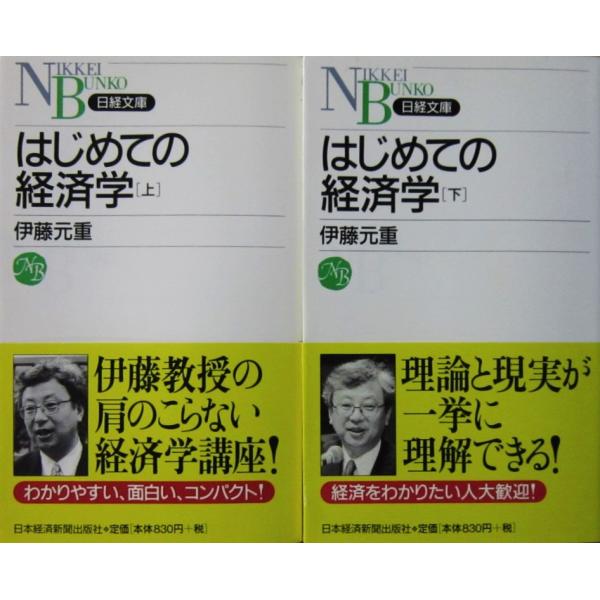 NIKKEI
BUNKO
日経文庫
はじめての
経済学[上]
伊藤元重
NB
伊藤教授の
肩のこらない
経済学講座!
わかりやすい、面白い、コンパクト!
日本経済新聞出版社◆定価[本体830円+税]
NIKKEI
BUNKO
日経文庫
はじめての
経済学[下]
伊藤元重
NB
理論と現実が
一挙に
理解できる!
経済をわかりたい人大歓迎!
日本経済新聞出版社◆定価[本体830円+税]